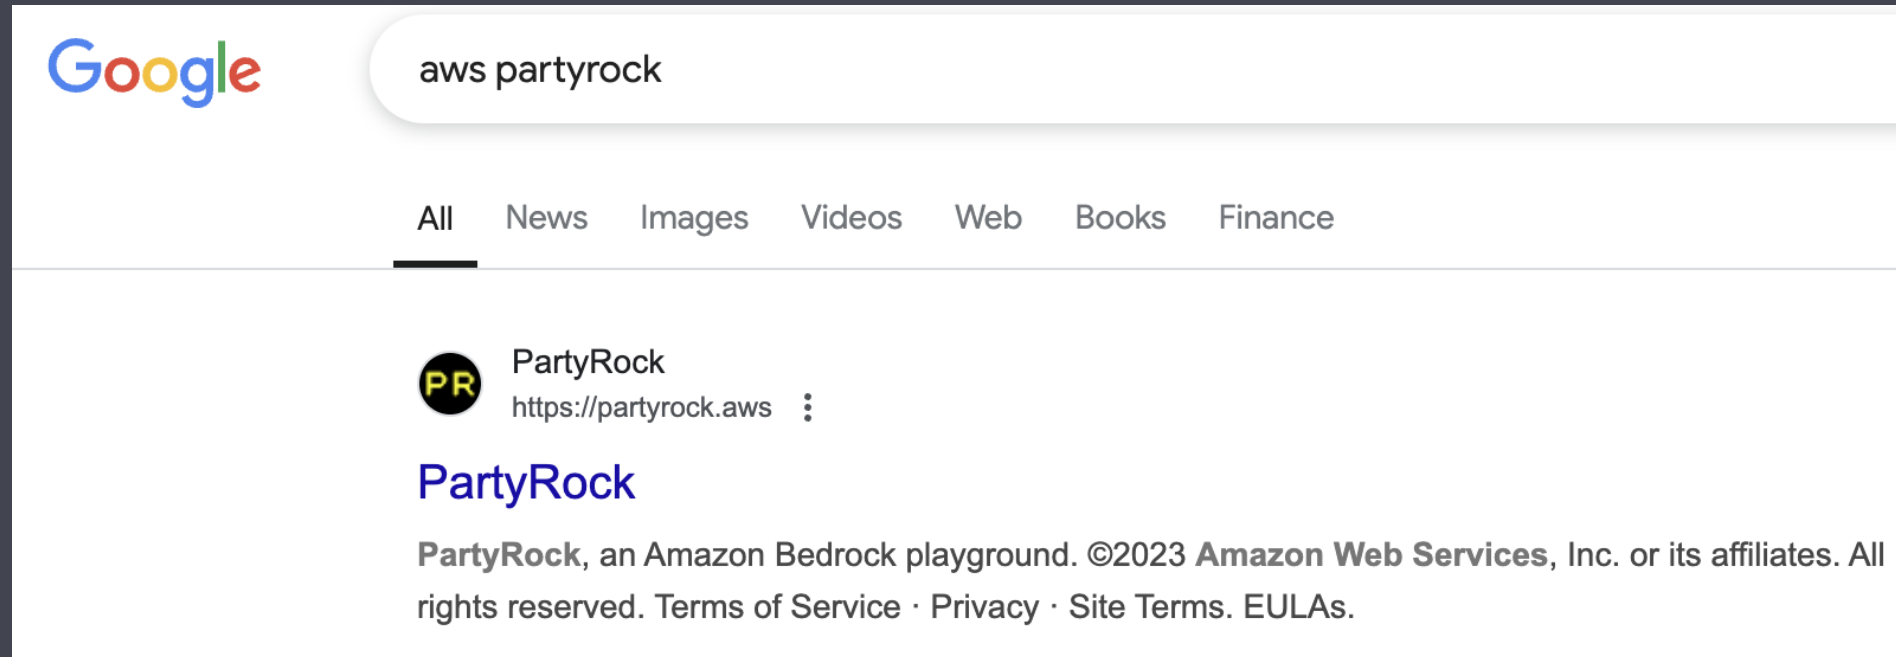 Google
aws partyrock
All News Images Videos Web Books Finance
PR
PartyRock
https://partyrock.aws
PartyRock
PartyRock, an Amazon Bedrock playground. ©2023 Amazon Web Services, Inc. or its affiliates. All
rights reserved. Terms of Service · Privacy · Site Terms. EULAs.